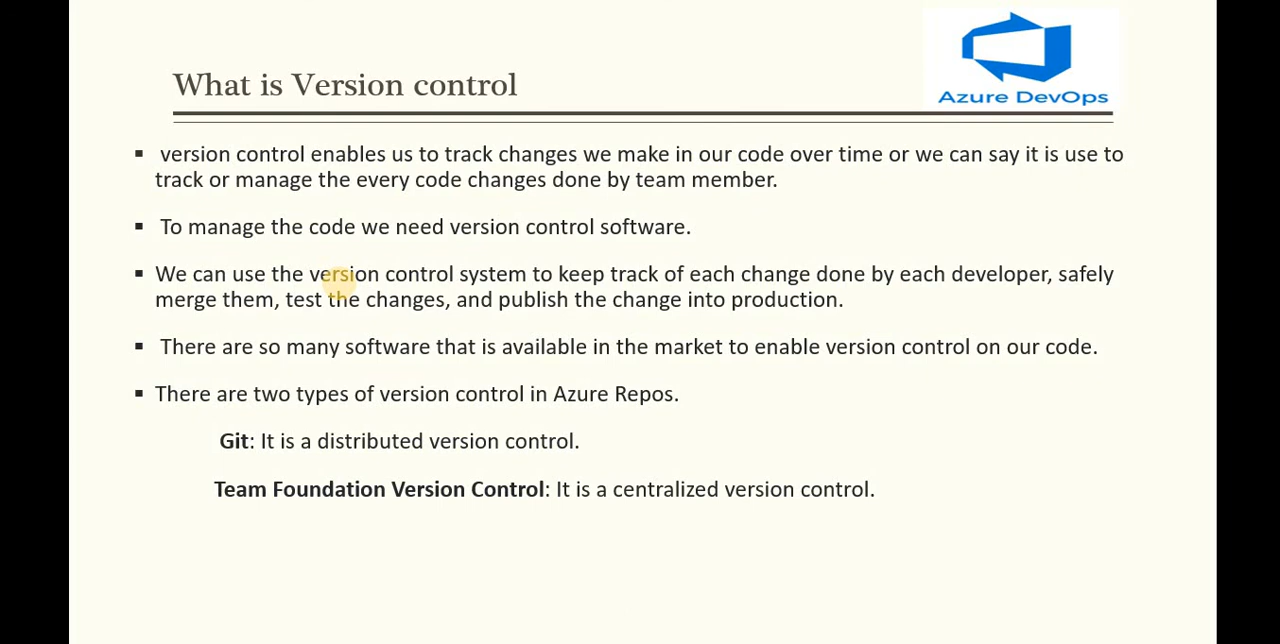 Azure DevOps
What is Version control
▪ version control enables us to track changes we make in our code over time or we can say it is use to
track or manage the every code changes done by team member.
▪ To manage the code we need version control software.
▪ We can use the version control system to keep track of each change done by each developer, safely
merge them, test the changes, and publish the change into production.
▪ There are so many software that is available in the market to enable version control on our code.
▪ There are two types of version control in Azure Repos.
Git: It is a distributed version control.
Team Foundation Version Control: It is a centralized version control.